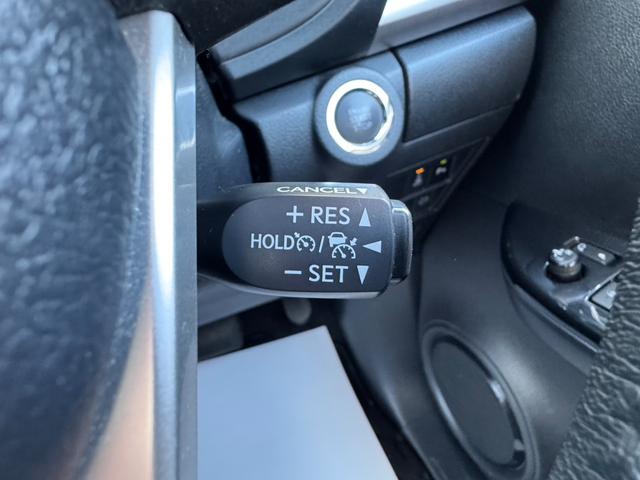 CANCEL▼
+ RES ▲
HOLD / ◀
− SET ▼